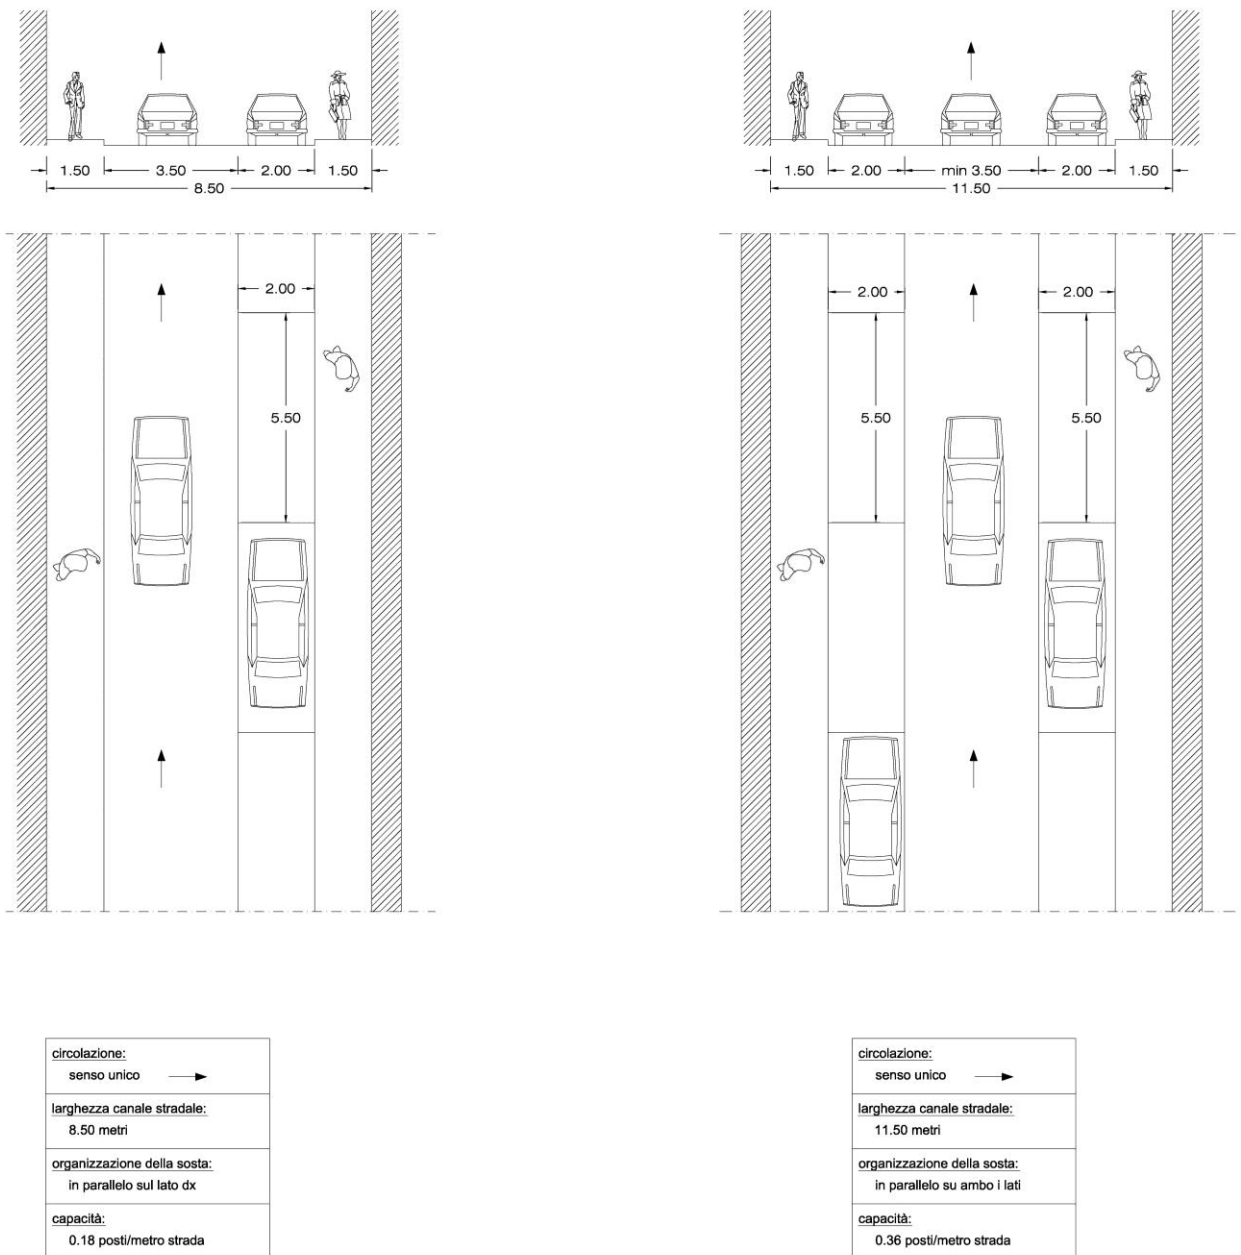 1.50 3.50 2.00 1.50
8.50
2.00
5.50
circolazione:
senso unico
larghezza canale stradale:
8.50 metri
organizzazione della sosta:
in parallelo sul lato dx
capacità:
0.18 posti/metro strada
1.50 2.00 min 3.50 2.00 1.50
11.50
2.00 2.00
5.50 5.50
circolazione:
senso unico
larghezza canale stradale:
11.50 metri
organizzazione della sosta:
in parallelo su ambo i lati
capacità:
0.36 posti/metro strada